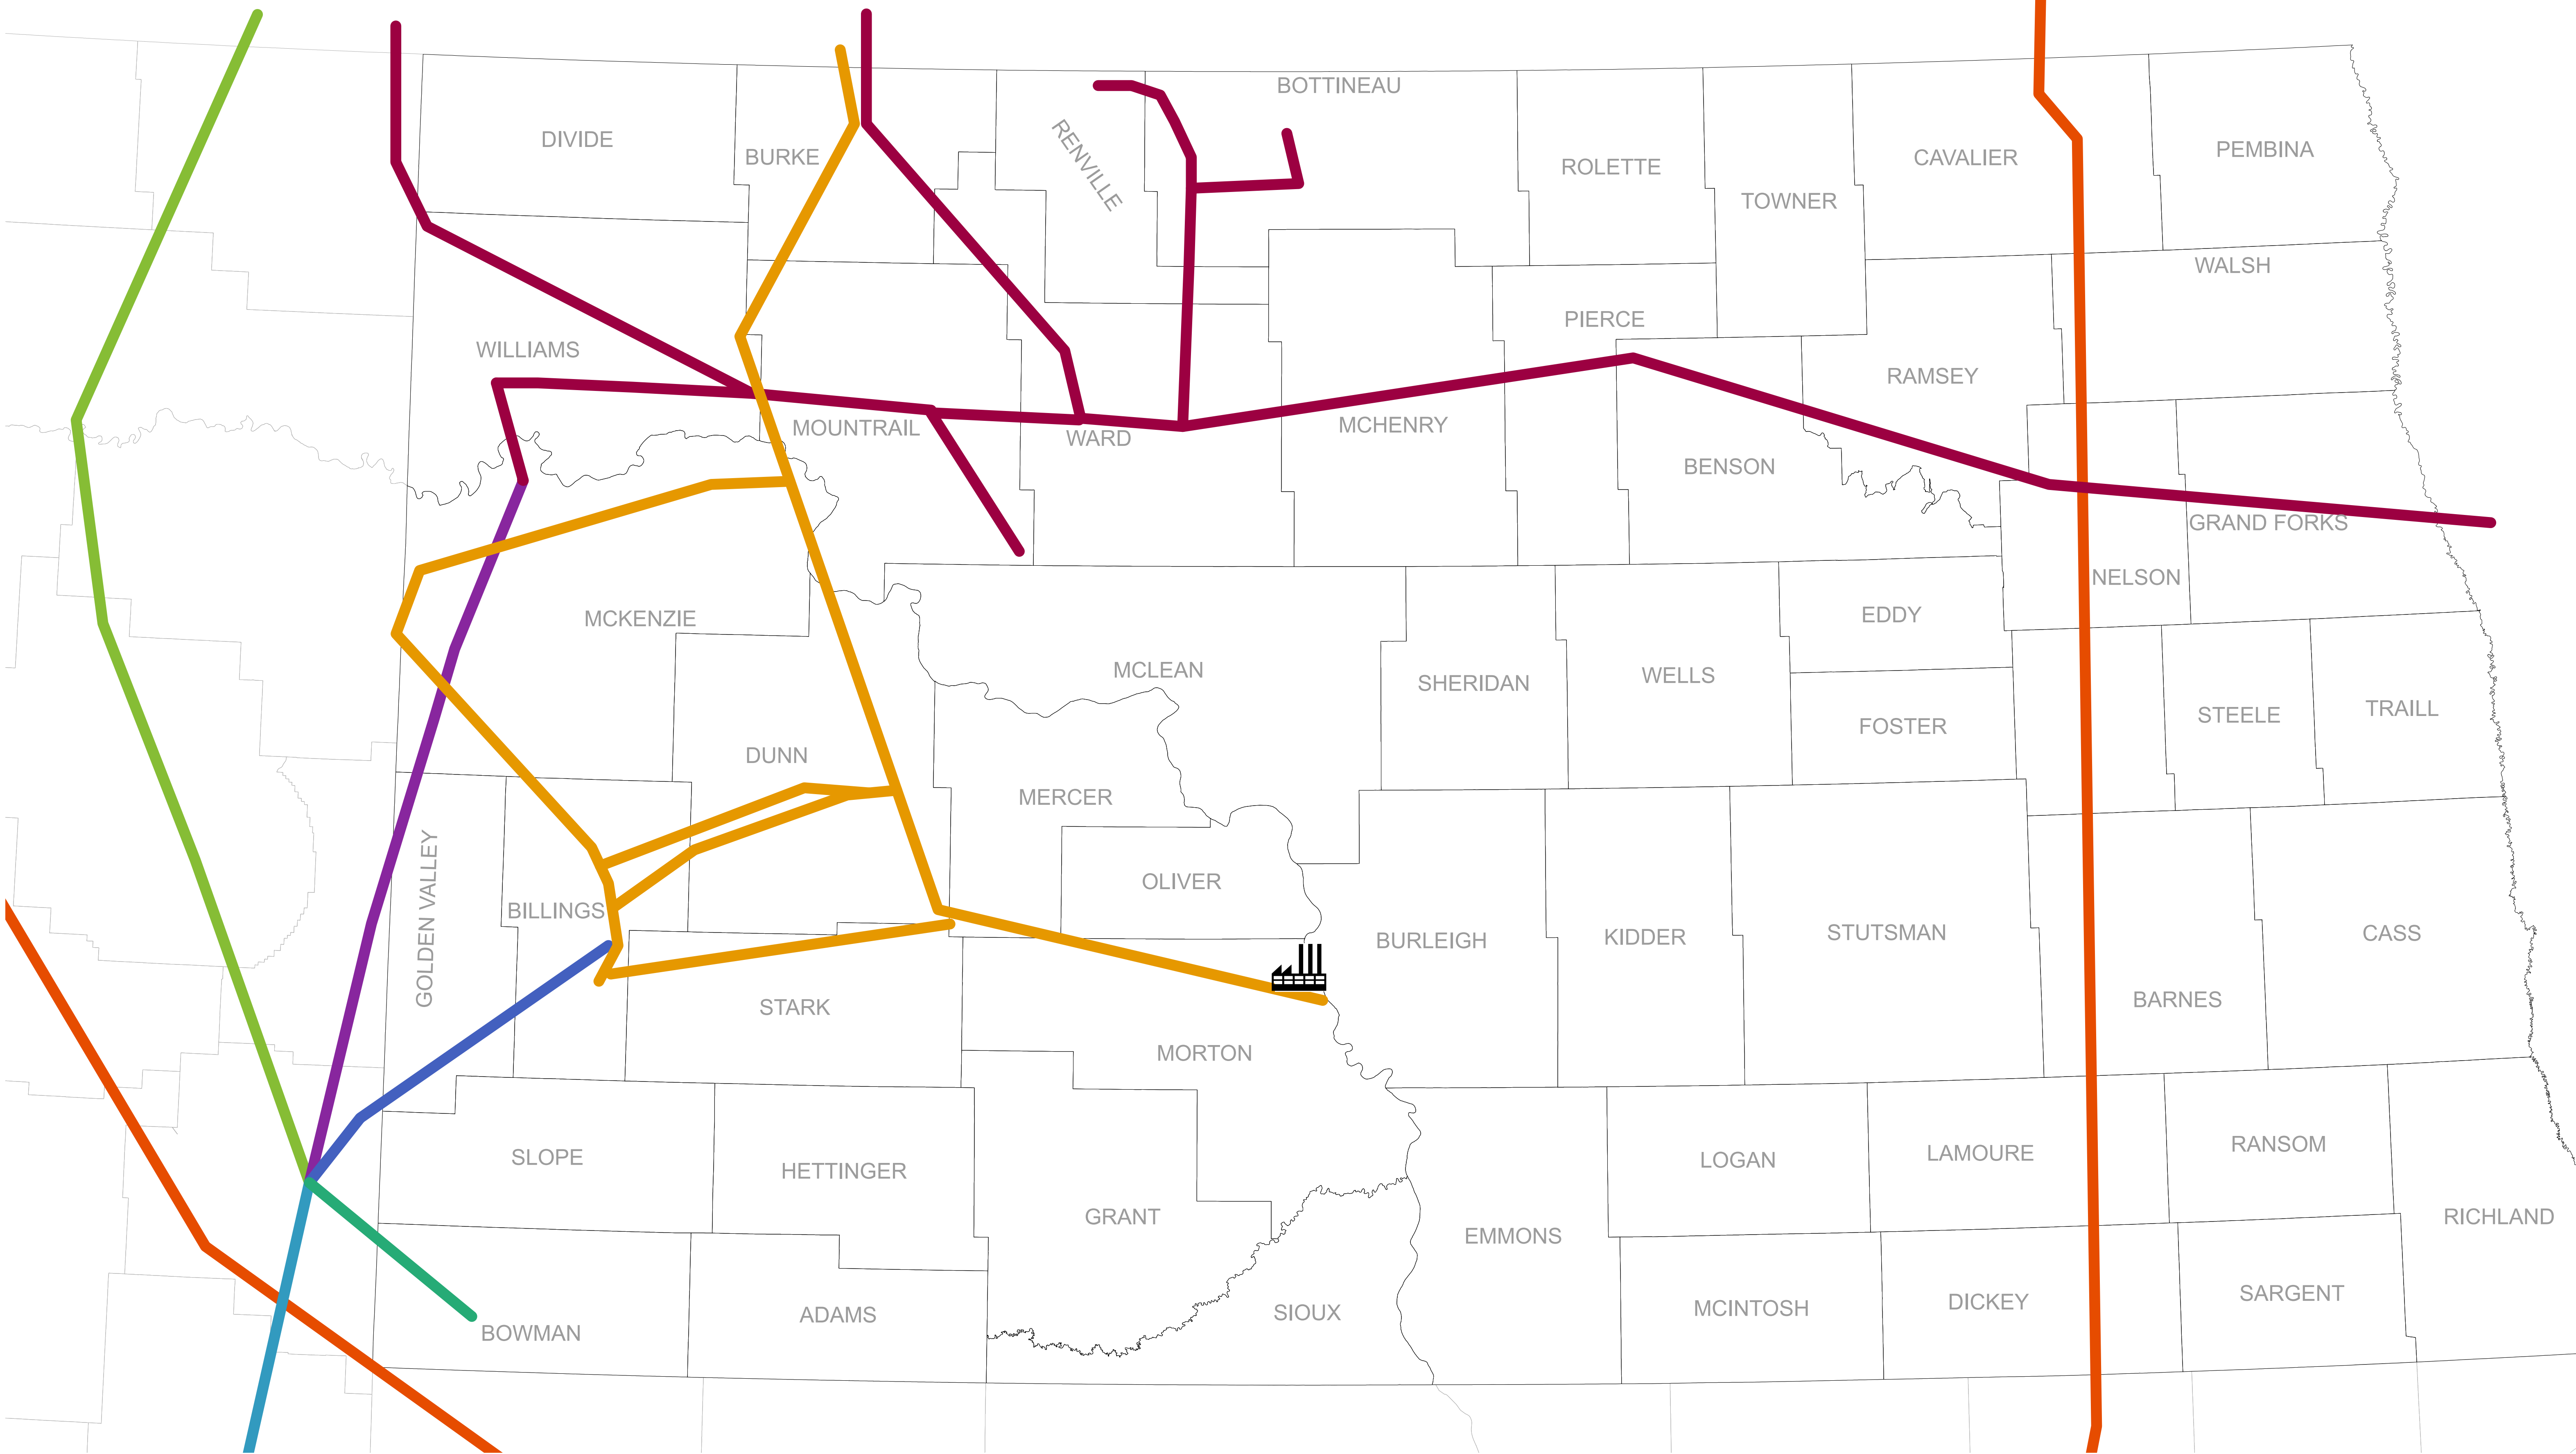 BOTTINEAU
DIVIDE
BURKE
RENVILLE
ROLETTE
TOWNER
CAVALIER
PEMBINA
WALSH
WILLIAMS
PIERCE
RAMSEY
MOUNTRAIL
WARD
MCHENRY
BENSON
GRAND FORKS
NELSON
MCKENZIE
EDDY
MCLEAN
SHERIDAN
WELLS
FOSTER
STEELE
TRAILL
DUNN
MERCER
GOLDEN VALLEY
BILLINGS
OLIVER
BURLEIGH
KIDDER
STUTSMAN
CASS
STARK
BARNES
MORTON
SLOPE
HETTINGER
LOGAN
LAMOURE
RANSOM
GRANT
EMMONS
RICHLAND
BOWMAN
ADAMS
SIOUX
MCINTOSH
DICKEY
SARGENT